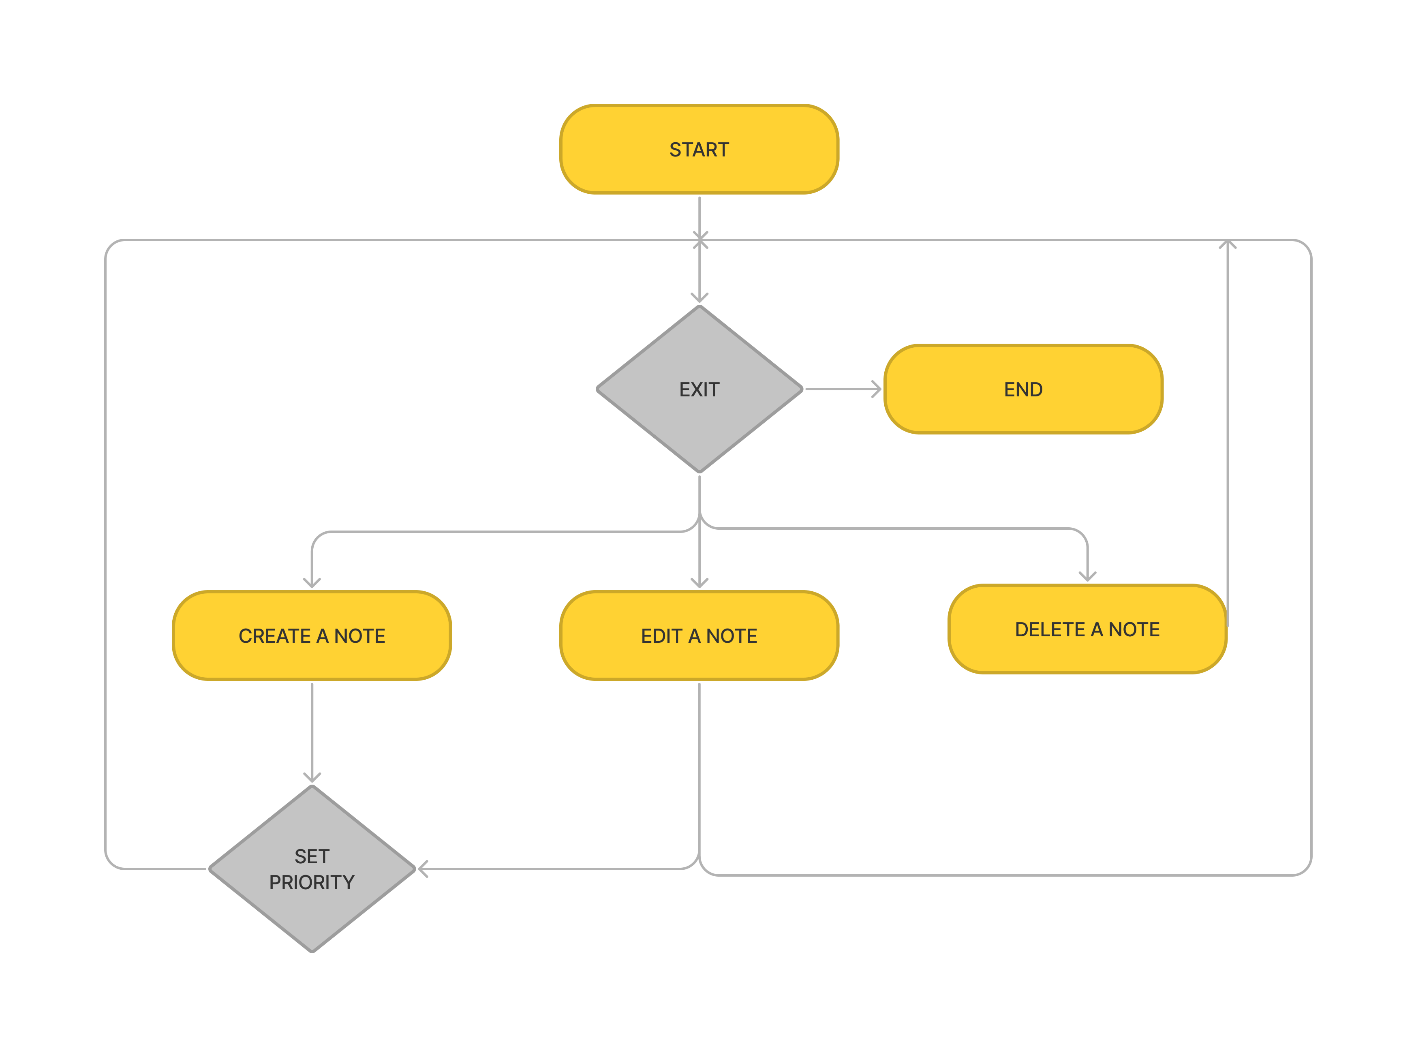 START
EXIT
END
CREATE A NOTE
EDIT A NOTE
DELETE A NOTE
SET
PRIORITY